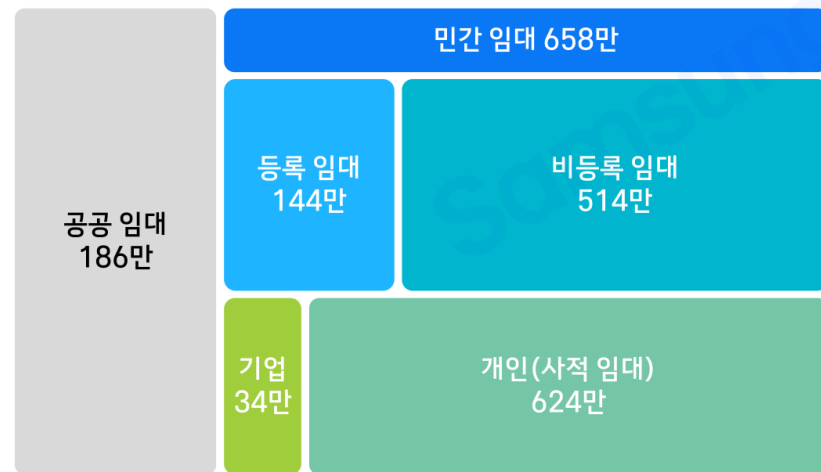 민간 임대 658만
등록 임대
144만
비등록 임대
514만
공공 임대
186만
기업
34만
개인(사적 임대)
624만
Samsung